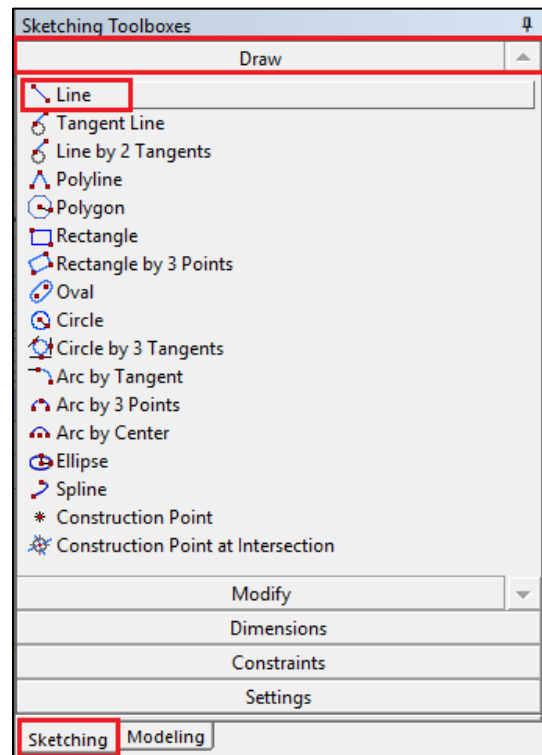 Sketching Toolboxes
Draw
Line
Tangent Line
Line by 2 Tangents
Polyline
Polygon
Rectangle
Rectangle by 3 Points
Oval
Circle
Circle by 3 Tangents
Arc by Tangent
Arc by 3 Points
Arc by Center
Ellipse
Spline
Construction Point
Construction Point at Intersection
Modify
Dimensions
Constraints
Settings
Sketching Modeling